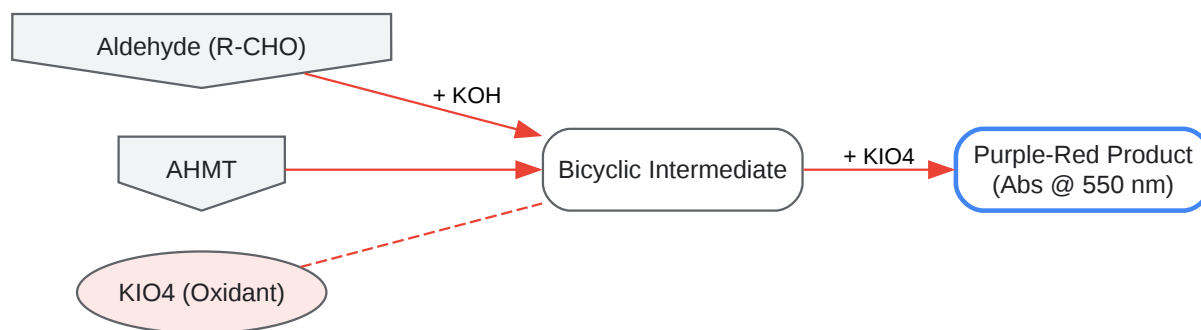 Aldehyde (R-CHO)
+ KOH
AHMT
Bicyclic Intermediate
+ KIO4
Purple-Red Product
(Abs @ 550 nm)
KIO4 (Oxidant)